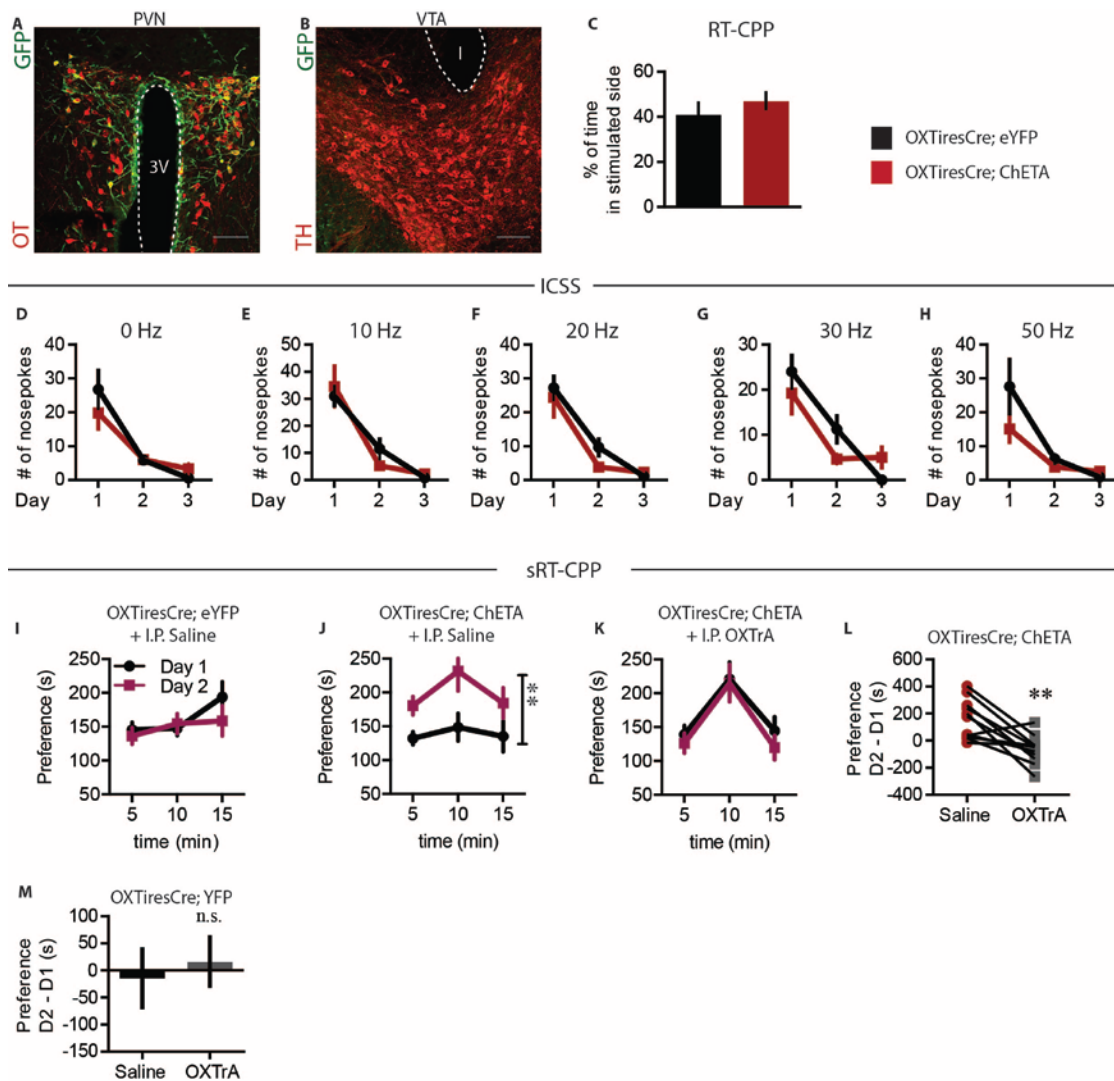 A
PVN
GFP
OT
3V
B
VTA
GFP
TH
I
C
RT-CPP
% of time
in stimulated side
60
40
20
0
OXTiresCre; eYFP
OXTiresCre; ChETA
ICSS
D
0 Hz
# of nosepokes
40
30
20
10
0
Day 1 2 3
E
10 Hz
# of nosepokes
50
40
30
20
10
0
Day 1 2 3
F
20 Hz
# of nosepokes
40
30
20
10
0
Day 1 2 3
G
30 Hz
# of nosepokes
30
20
10
0
Day 1 2 3
H
50 Hz
# of nosepokes
40
30
20
10
0
Day 1 2 3
sRT-CPP
I
OXTiresCre; eYFP
+ I.P. Saline
Day 1
Day 2
Preference (s)
250
200
150
100
50
5 10 15
time (min)
J
OXTiresCre; ChETA
+ I.P. Saline
**
Preference (s)
250
200
150
100
50
5 10 15
time (min)
K
OXTiresCre; ChETA
+ I.P. OXTrA
Preference (s)
250
200
150
100
50
5 10 15
time (min)
L
OXTiresCre; ChETA
**
Preference
D2 - D1 (s)
600
400
200
0
-200
-400
Saline OXTrA
M
OXTiresCre; YFP
n.s.
Preference
D2 - D1 (s)
100
50
0
-50
-100
-150
Saline OXTrA